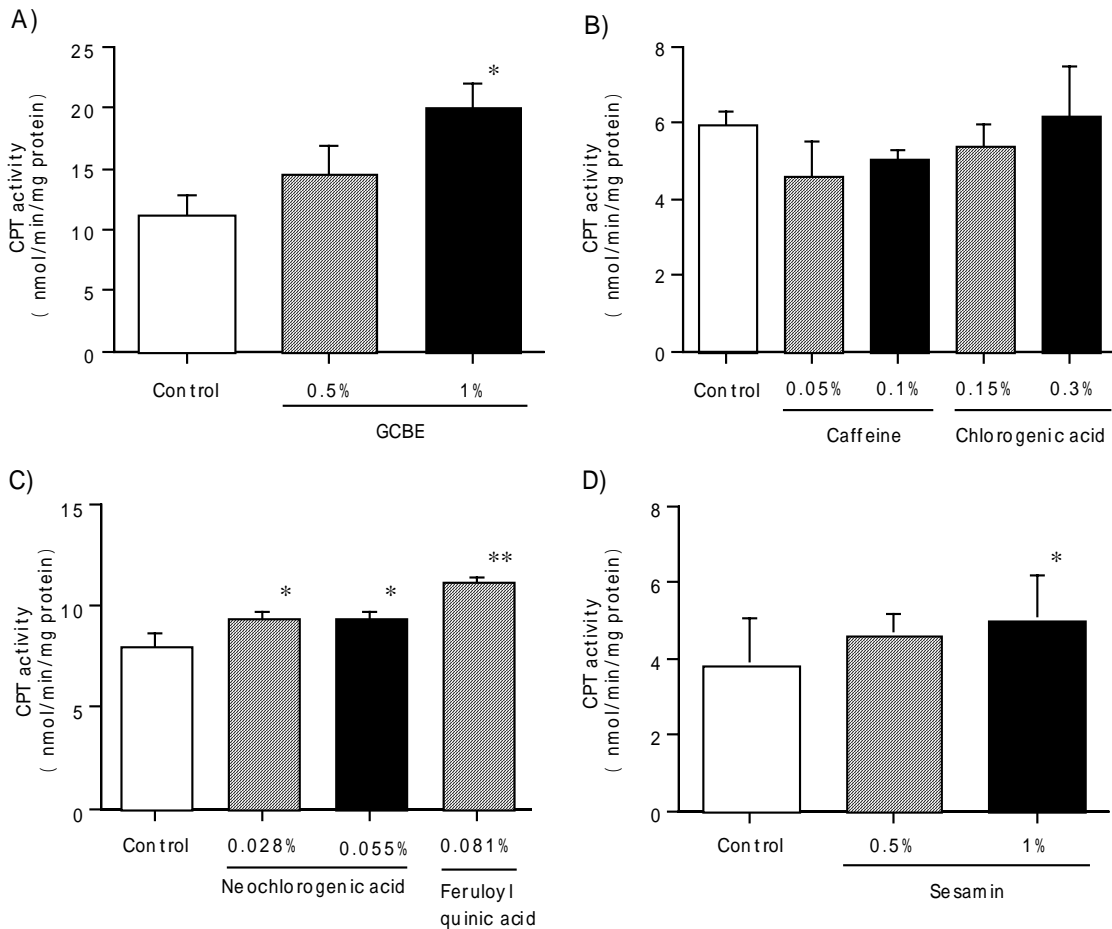 A)
25
20
15
10
5
0
CPT activity
( nmol/min/mg protein)
*
Control
0.5%
1%
GCBE
B)
8
6
4
2
0
CPT activity
( nmol/min/mg protein)
Control
0.05%
0.1%
0.15%
0.3%
Caffeine
Chlorogenic acid
C)
15
10
5
0
CPT activity
( nmol/min/mg protein)
*
*
**
Control
0.028%
0.055%
0.081%
Neochlorogenic acid
Feruloyl
quinic acid
D)
8
6
4
2
0
CPT activity
( nmol/min/mg protein)
*
Control
0.5%
1%
Sesamin